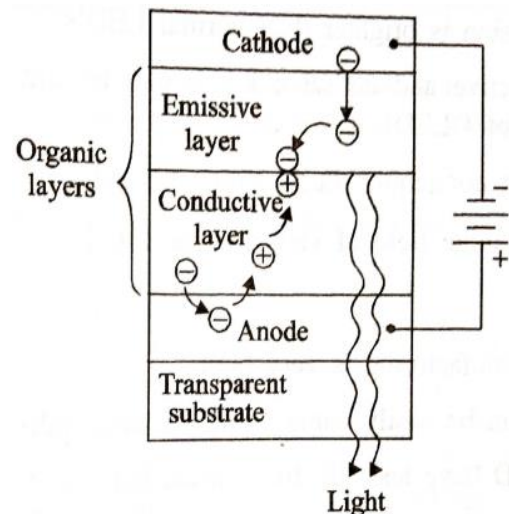 Cathode
Emissive
layer
Organic
layers
Conductive
layer
Anode
Transparent
substrate
Light
−
+